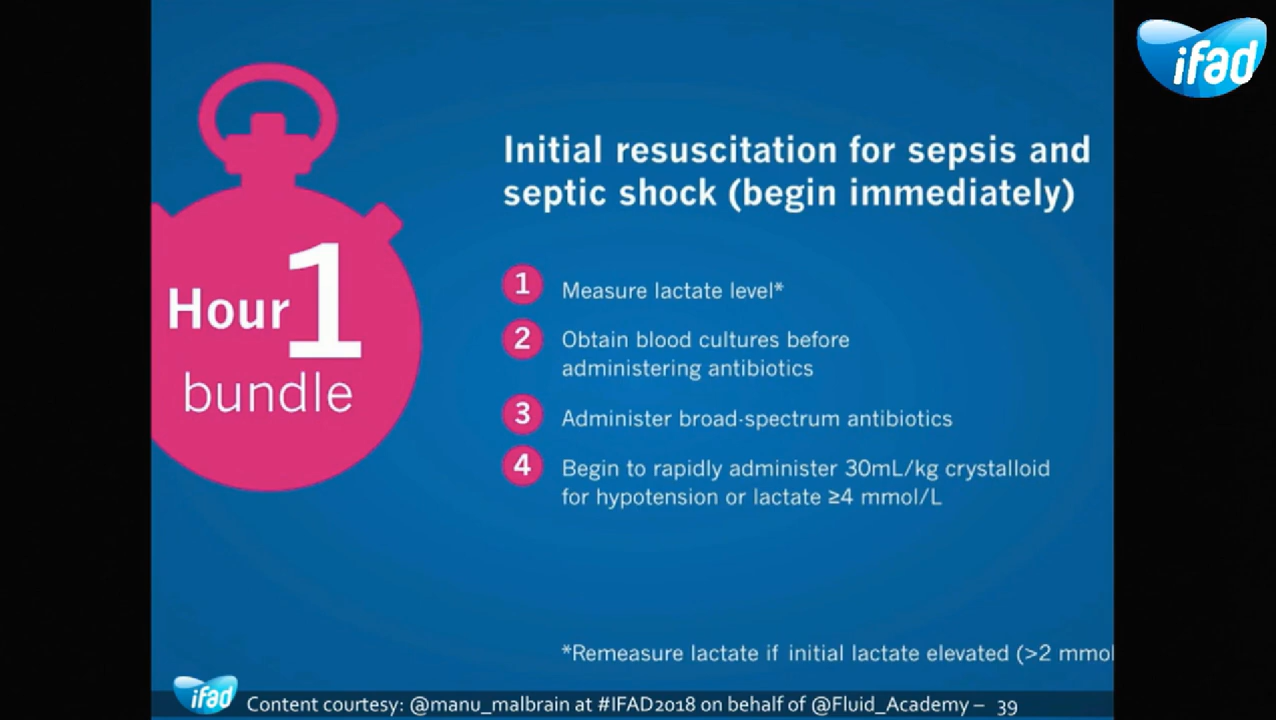 ifad
Initial resuscitation for sepsis and
septic shock (begin immediately)
Hour 1
bundle
1 Measure lactate level*
2 Obtain blood cultures before
administering antibiotics
3 Administer broad-spectrum antibiotics
4 Begin to rapidly administer 30mL/kg crystalloid
for hypotension or lactate ≥4 mmol/L
*Remeasure lactate if initial lactate elevated (>2 mmol
ifad
Content courtesy: @manu_malbrain at #IFAD2018 on behalf of @Fluid_Academy – 39